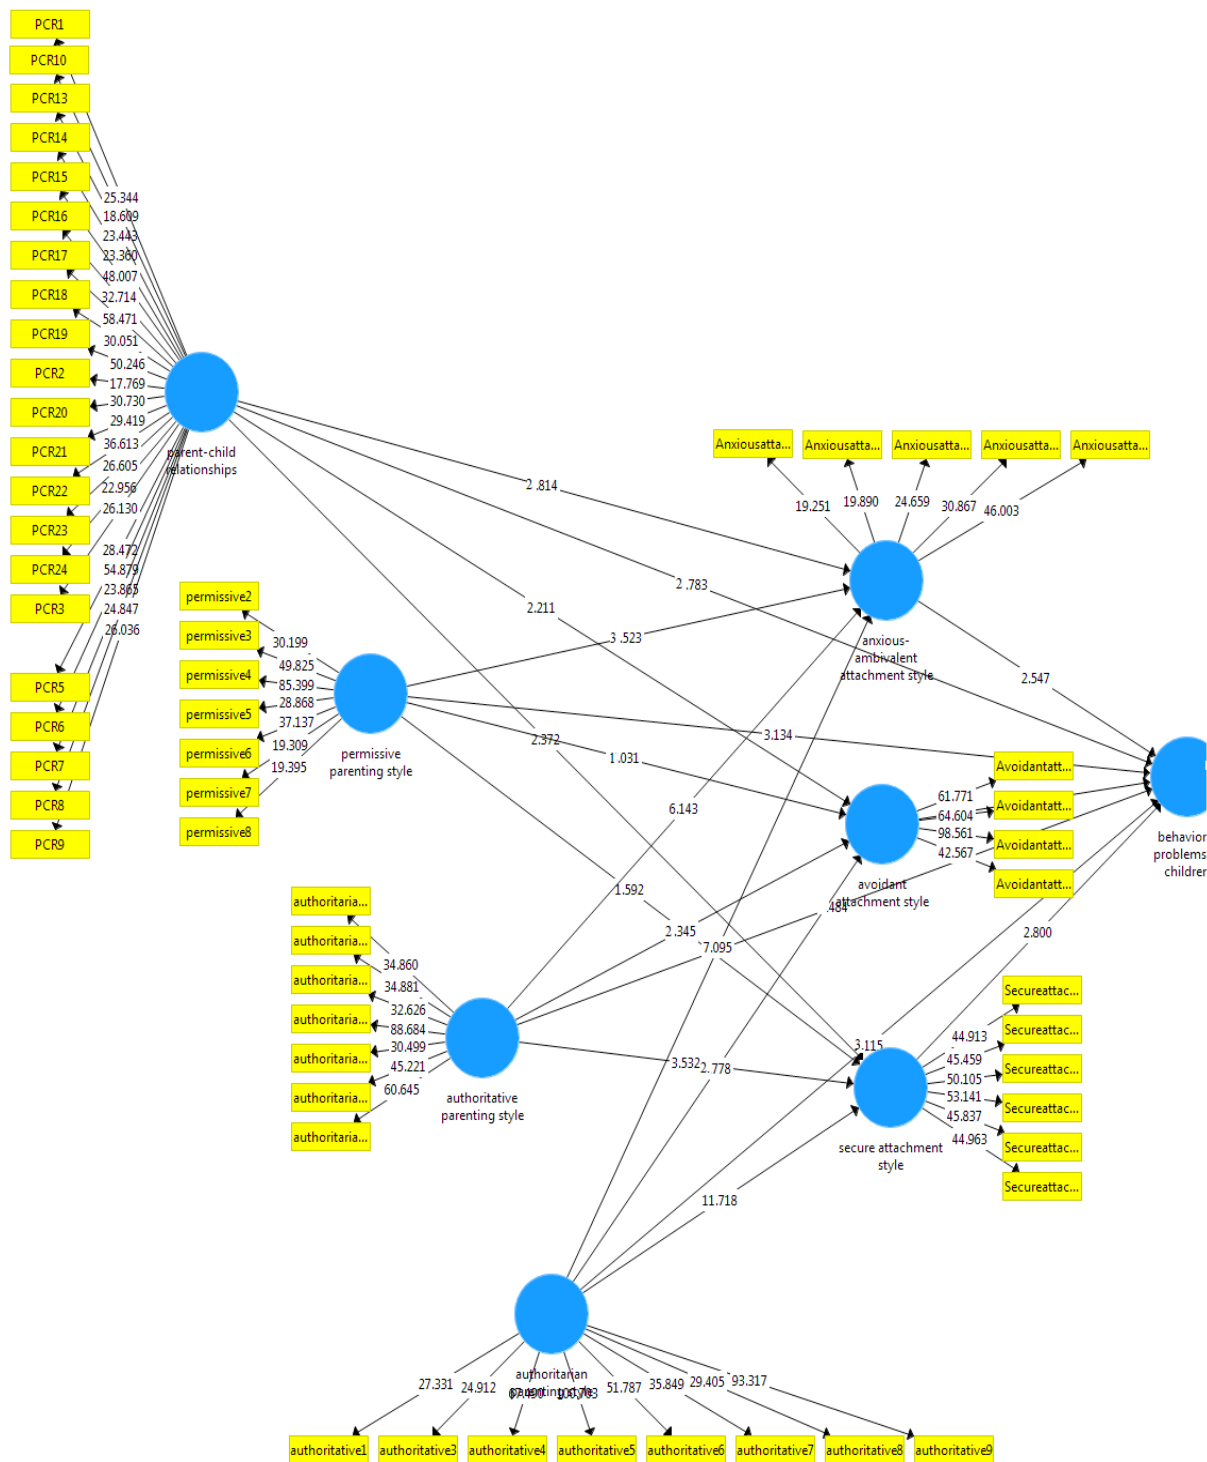 PCR1
PCR10
PCR13
PCR14
PCR15
PCR16
PCR17
PCR18
PCR19
PCR2
PCR20
PCR21
PCR22
PCR23
PCR24
PCR3
PCR5
PCR6
PCR7
PCR8
PCR9
25.344
18.609
23.443
23.360
48.007
32.714
58.471
30.051
50.246
17.769
30.730
29.419
36.613
26.605
22.956
26.130
28.472
54.879
23.865
24.847
26.036
parent-child
relationships
2.814
2.783
2.211
2.372
Anxiousatta...
Anxiousatta...
Anxiousatta...
Anxiousatta...
Anxiousatta...
19.251
19.890
24.659
30.867
46.003
anxious-
ambivalent
attachment style
2.547
permissive2
permissive3
permissive4
permissive5
permissive6
permissive7
permissive8
30.199
49.825
85.399
28.868
37.137
19.309
19.395
permissive
parenting style
3.523
3.134
1.031
1.592
Avoidantatt...
Avoidantatt...
Avoidantatt...
Avoidantatt...
61.771
64.604
98.561
42.567
avoidant
attachment style
behavior
problems
children
authoritaria...
authoritaria...
authoritaria...
authoritaria...
authoritaria...
authoritaria...
authoritaria...
34.860
34.881
32.626
88.684
30.499
45.221
60.645
authoritative
parenting style
6.143
2.345
.484
3.532
7.095
2.778
3.115
11.718
2.800
Secureattac...
Secureattac...
Secureattac...
Secureattac...
Secureattac...
Secureattac...
44.913
45.459
50.105
53.141
45.837
44.963
secure attachment
style
authoritarian
parenting style
27.331
24.912
51.787
35.849
29.405
93.317
authoritative1
authoritative3
authoritative4
authoritative5
authoritative6
authoritative7
authoritative8
authoritative9